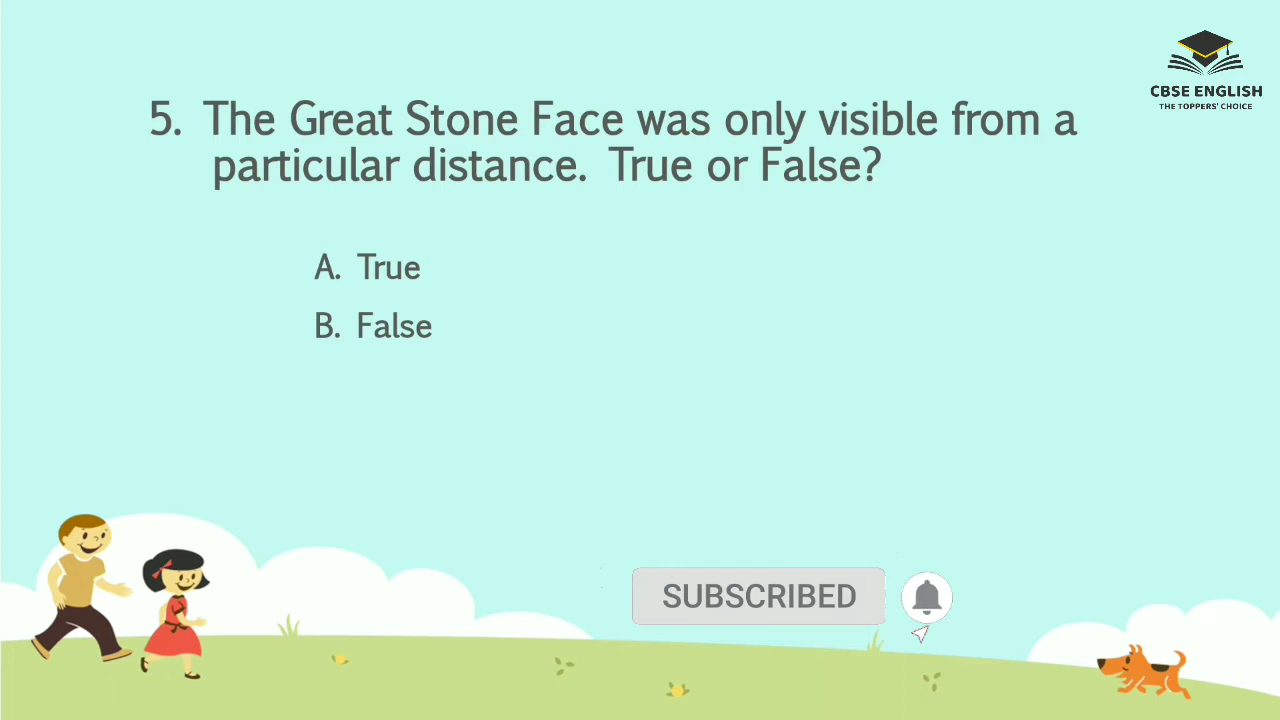 CBSE ENGLISH
THE TOPPERS' CHOICE
5. The Great Stone Face was only visible from a
particular distance. True or False?
A. True
B. False
SUBSCRIBED